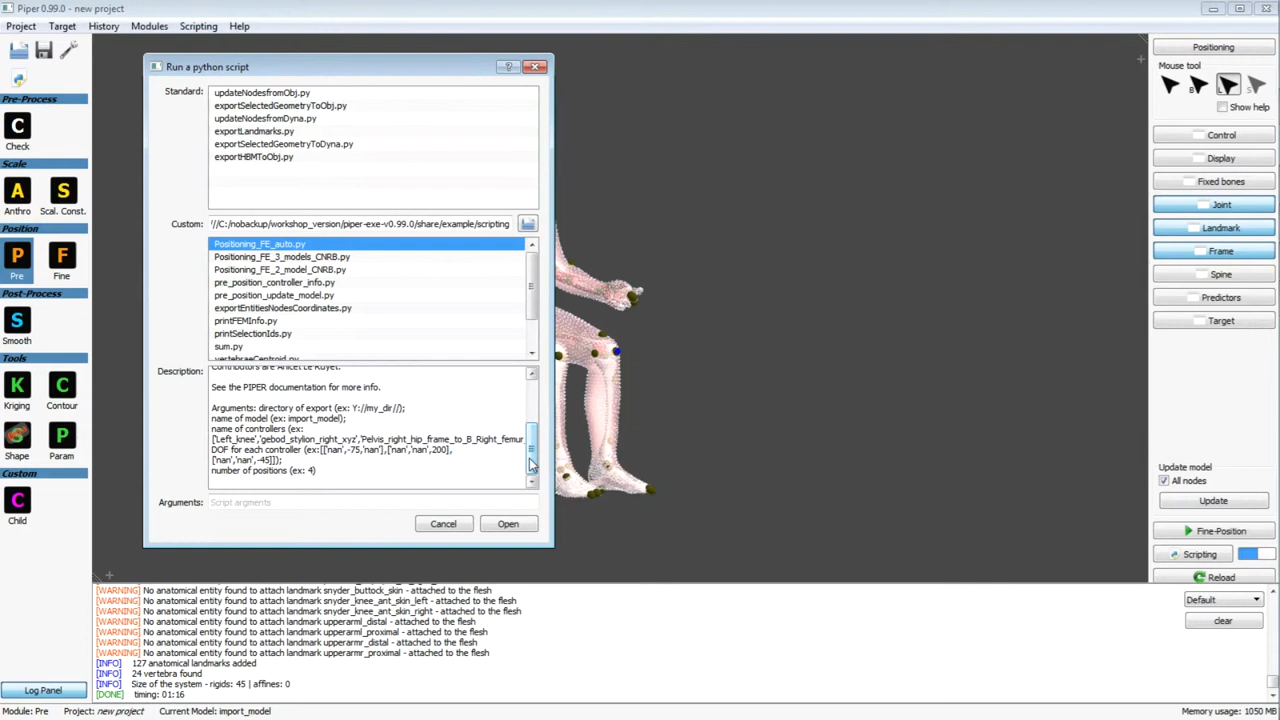 Piper 0.99.0 - new project
Project Target History Modules Scripting Help
Pre-Process
C
Check
Scale
A S
Anthro Scal. Const.
Position
P F
Pre Fine
Post-Process
S
Smooth
Tools
K C
Kriging Contour
S P
Shape Param
Custom
C
Child
Run a python script
Standard:
updateNodesfromObj.py
exportSelectedGeometryToObj.py
updateNodesfromDyna.py
exportLandmarks.py
exportSelectedGeometryToDyna.py
exportHBMToObj.py
Custom: '//C:/nobackup/workshop_version/piper-exe-v0.99.0/share/example/scripting
Positioning_FE_auto.py
Positioning_FE_3_models_CNRB.py
Positioning_FE_2_model_CNRB.py
pre_position_controller_info.py
pre_position_update_model.py
exportEntitiesNodesCoordinates.py
printFEMInfo.py
printSelectionIds.py
sum.py
vertebraeCentroid.py
Description:
Contributors are Anicet Le Ruyet.
See the PIPER documentation for more info.
Arguments: directory of export (ex: Y://my_dir//);
name of model (ex: import_model);
name of controllers (ex:
['Left_knee','gebod_stylion_right_xyz','Pelvis_right_hip_frame_to_B_Right_femur
DOF for each controller (ex:[['nan',-75,'nan'],['nan','nan',200],
['nan','nan',-45]]);
number of positions (ex: 4)
Arguments: Script argments
Cancel Open
Positioning
Mouse tool
B L S
Show help
Control
Display
Fixed bones
Joint
Landmark
Frame
Spine
Predictors
Target
Update model
All nodes
Update
Fine-Position
Scripting
Reload
[WARNING] No anatomical entity found to attach landmark snyder_buttock_skin - attached to the flesh
[WARNING] No anatomical entity found to attach landmark snyder_knee_ant_skin_left - attached to the flesh
[WARNING] No anatomical entity found to attach landmark snyder_knee_ant_skin_right - attached to the flesh
[WARNING] No anatomical entity found to attach landmark upperarml_distal - attached to the flesh
[WARNING] No anatomical entity found to attach landmark upperarml_proximal - attached to the flesh
[WARNING] No anatomical entity found to attach landmark upperarmr_distal - attached to the flesh
[WARNING] No anatomical entity found to attach landmark upperarmr_proximal - attached to the flesh
[INFO] 127 anatomical landmarks added
[INFO] 24 vertebra found
[INFO] Size of the system - rigids: 45 | affines: 0
[DONE] timing: 01:16
Default
clear
Log Panel
Module: Pre Project: new project Current Model: import_model Memory usage: 1050 MB